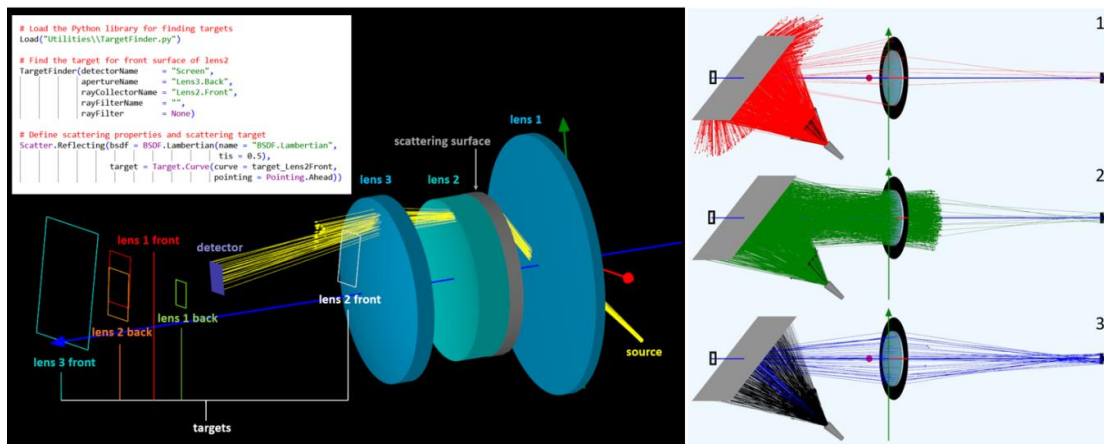 # Load the Python library for finding targets
Load("Utilities\\TargetFinder.py")
# Find the target for front surface of lens2
TargetFinder(detectorName = "Screen",
apertureName = "Lens3.Back",
rayCollectorName = "Lens2.Front",
rayFilterName = "",
rayFilter = None)
# Define scattering properties and scattering target
Scatter.Reflecting(bsdf = BSDF.Lambertian(name = "BSDF.Lambertian",
tis = 0.5),
target = Target.Curve(curve = target_Lens2Front,
pointing = Pointing.Ahead))
lens 1
scattering surface
lens 2
lens 3
lens 1 front
detector
lens 2 front
lens 1 back
lens 2 back
lens 3 front
source
targets
1
2
3